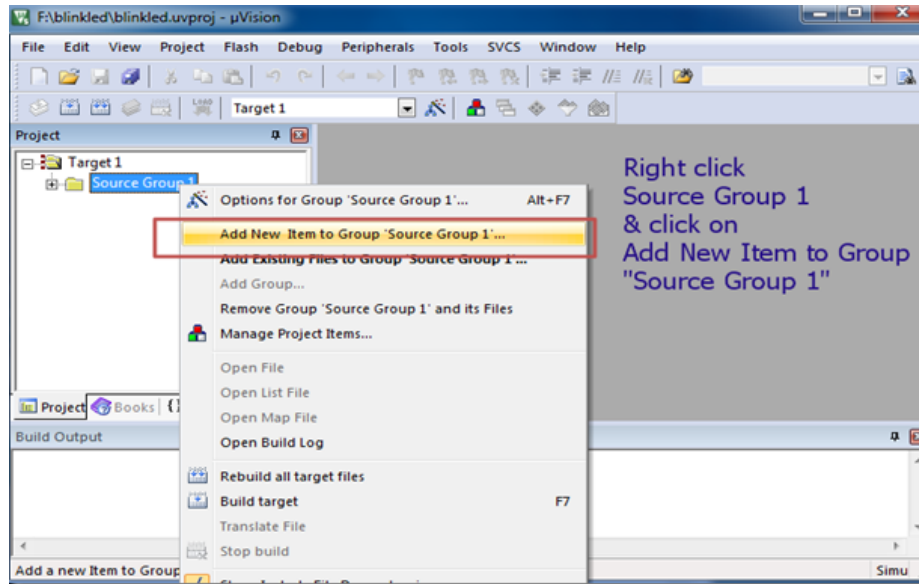 F:\blinkled\blinkled.uvproj - µVision
File Edit View Project Flash Debug Peripherals Tools SVCS Window Help
LOAD Target 1
Project
Target 1
Source Group 1
Right click
Source Group 1
& click on
Add New Item to Group
"Source Group 1"
Options for Group 'Source Group 1'... Alt+F7
Add New Item to Group 'Source Group 1'...
Add Existing Files to Group 'Source Group 1'...
Add Group...
Remove Group 'Source Group 1' and its Files
Manage Project Items...
Open File
Open List File
Open Map File
Open Build Log
Project Books {}
Build Output
Rebuild all target files
Build target F7
Translate File
Stop build
Add a new Item to Group
Simu